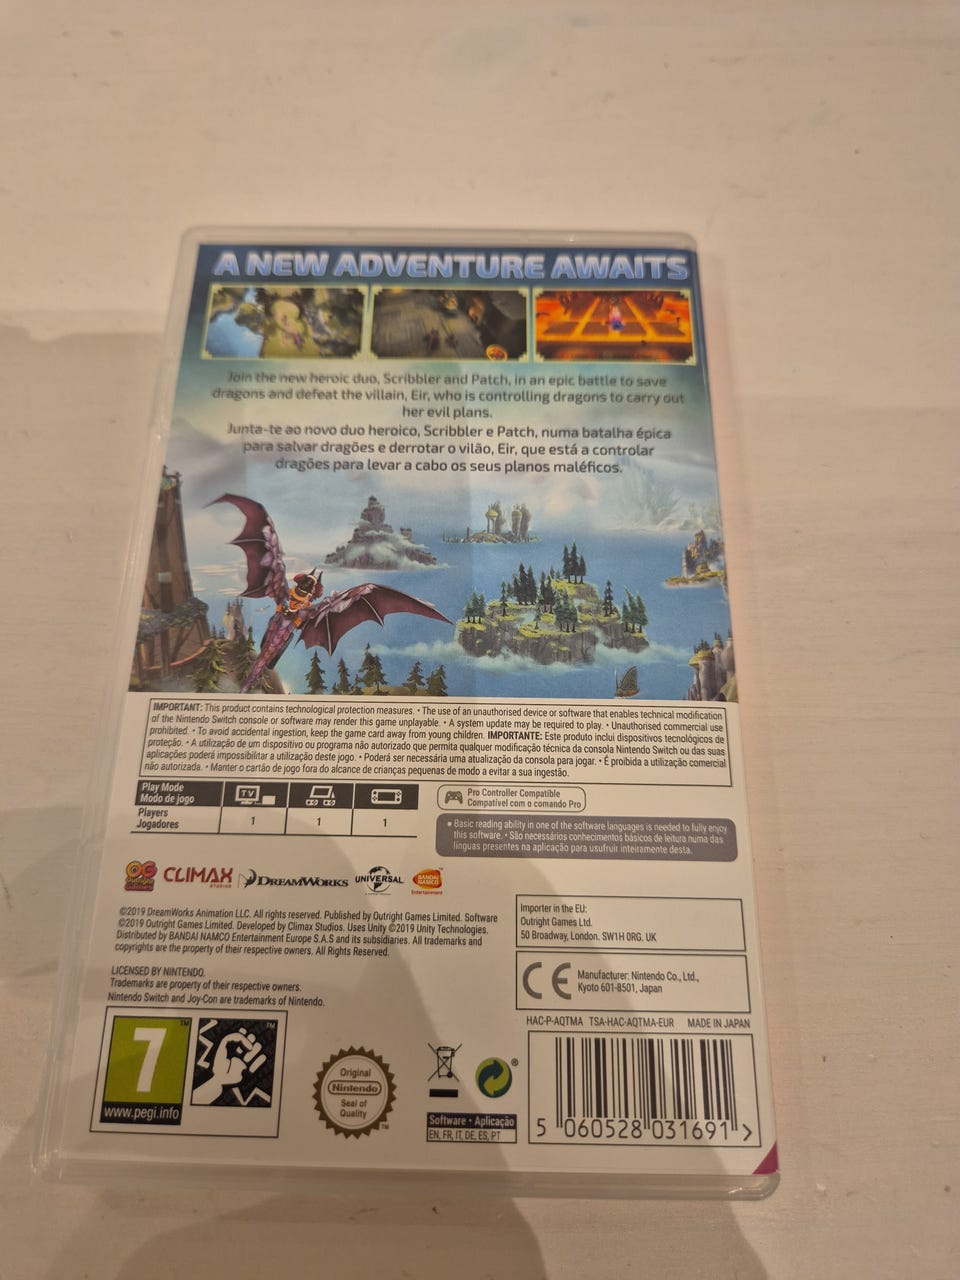 A NEW ADVENTURE AWAITS
Join the new heroic duo, Scribbler and Patch, in an epic battle to save
dragons and defeat the villain, Eir, who is controlling dragons to carry out
her evil plans.
Junta-te ao novo duo heroico, Scribbler e Patch, numa batalha épica
para salvar dragões e derrotar o vilão, Eir, que está a controlar
dragões para levar a cabo os seus planos maléficos.
IMPORTANT: This product contains technological protection measures. • The use of an unauthorised device or software that enables technical modification
of the Nintendo Switch console or software may render this game unplayable. • A system update may be required to play. • Unauthorised commercial use
prohibited. • To avoid accidental ingestion, keep the game card away from young children. IMPORTANTE: Este produto inclui dispositivos tecnológicos de
proteção. • A utilização de um dispositivo ou programa não autorizado que permita qualquer modificação técnica da consola Nintendo Switch ou das suas
aplicações poderá impossibilitar a utilização deste jogo. • Poderá ser necessária uma atualização da consola para jogar. • É proibida a utilização comercial
não autorizada. • Manter o cartão de jogo fora do alcance de crianças pequenas de modo a evitar a sua ingestão.
Play Mode
Modo de jogo
TV
Players
Jogadores
1 1 1
Pro Controller Compatible
Compatível com o comando Pro
• Basic reading ability in one of the software languages is needed to fully enjoy
this software. • São necessários conhecimentos básicos de leitura numa das
línguas presentes na aplicação para usufruir inteiramente desta.
OG Outright Games CLIMAX STUDIOS DREAMWORKS UNIVERSAL BANDAI NAMCO Entertainment
©2019 DreamWorks Animation LLC. All rights reserved. Published by Outright Games Limited. Software
©2019 Outright Games Limited. Developed by Climax Studios. Uses Unity ©2019 Unity Technologies.
Distributed by BANDAI NAMCO Entertainment Europe S.A.S and its subsidiaries. All trademarks and
copyrights are the property of their respective owners. All Rights Reserved.
LICENSED BY NINTENDO.
Trademarks are property of their respective owners.
Nintendo Switch and Joy-Con are trademarks of Nintendo.
Importer in the EU:
Outright Games Ltd.
50 Broadway, London. SW1H 0RG. UK
CE
Manufacturer: Nintendo Co., Ltd.,
Kyoto 601-8501, Japan
HAC-P-AQTMA TSA-HAC-AQTMA-EUR MADE IN JAPAN
7 TM
www.pegi.info
TM
Original
Nintendo
Seal of
Quality
TM
®
Software • Aplicação
EN, FR, IT, DE, ES, PT
5 060528 031691 >